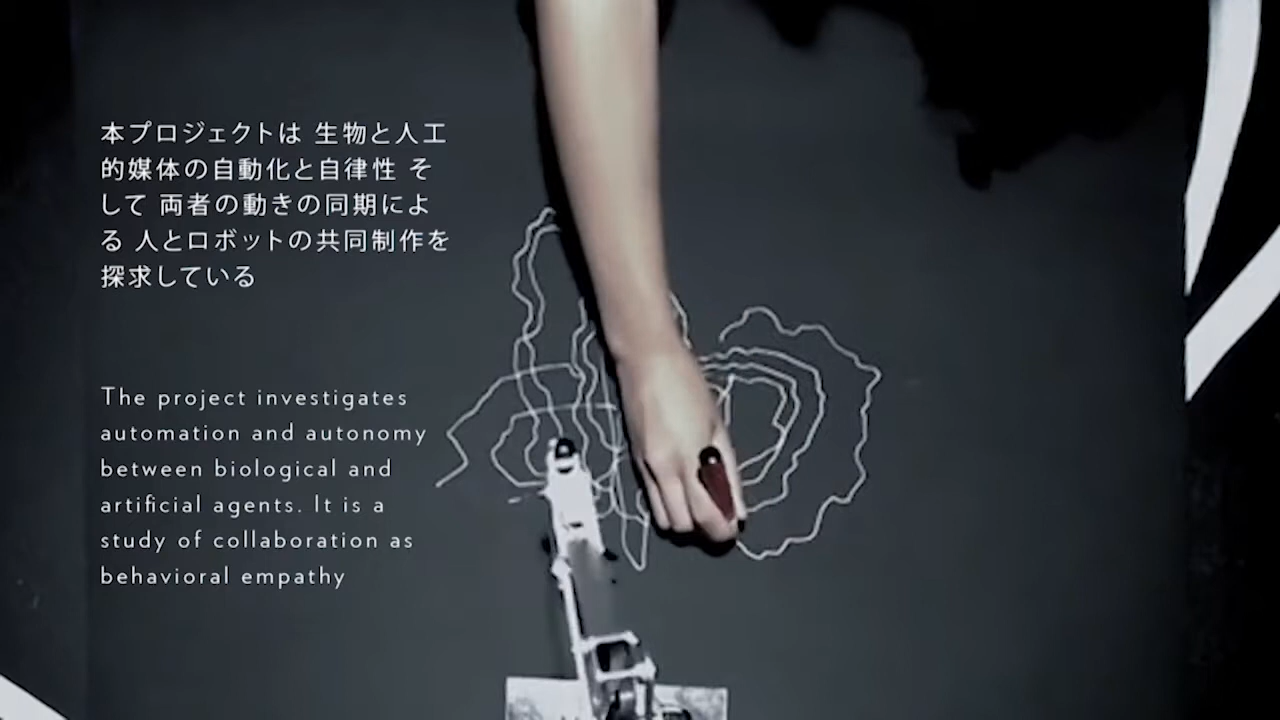 本プロジェクトは 生物と人工
的媒体の自動化と自律性 そ
して 両者の動きの同期によ
る 人とロボットの共同制作を
探求している
The project investigates
automation and autonomy
between biological and
artificial agents. It is a
study of collaboration as
behavioral empathy